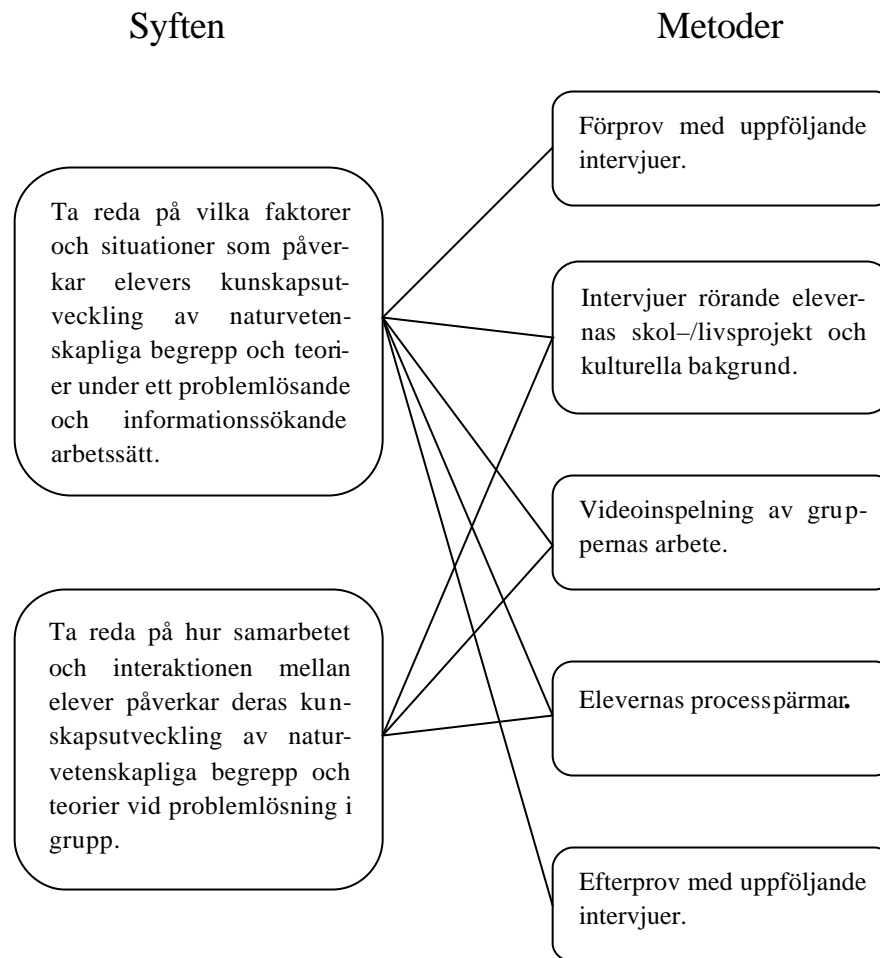 Syften
Metoder
Förprov med uppföljande
intervjuer.
Ta reda på vilka faktorer
och situationer som påver-
kar elevers kunskapsut-
veckling av naturveten-
skapliga begrepp och teori-
er under ett problemlösande
och informationssökande
arbetssätt.
Intervjuer rörande elever-
nas skol–/livsprojekt och
kulturella bakgrund.
Videoinspelning av grup-
pernas arbete.
Ta reda på hur samarbetet
och interaktionen mellan
elever påverkar deras kun-
skapsutveckling av natur-
vetenskapliga begrepp och
teorier vid problemlösning i
grupp.
Elevernas processpärmar.
Efterprov med uppföljande
intervjuer.